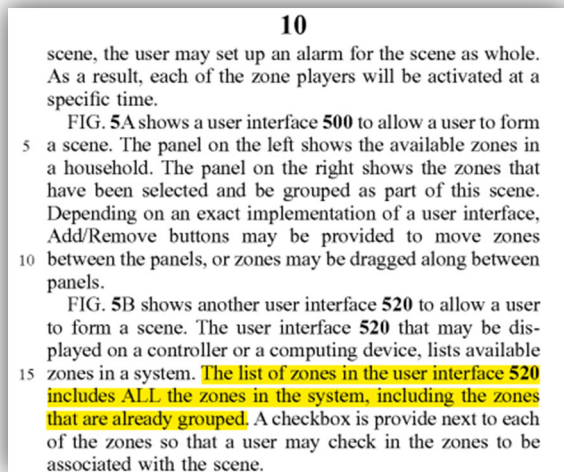 10
scene, the user may set up an alarm for the scene as whole.
As a result, each of the zone players will be activated at a
specific time.
FIG. 5A shows a user interface 500 to allow a user to form
5 a scene. The panel on the left shows the available zones in
a household. The panel on the right shows the zones that
have been selected and be grouped as part of this scene.
Depending on an exact implementation of a user interface,
Add/Remove buttons may be provided to move zones
10 between the panels, or zones may be dragged along between
panels.
FIG. 5B shows another user interface 520 to allow a user
to form a scene. The user interface 520 that may be dis-
played on a controller or a computing device, lists available
15 zones in a system. The list of zones in the user interface 520
includes ALL the zones in the system, including the zones
that are already grouped. A checkbox is provide next to each
of the zones so that a user may check in the zones to be
associated with the scene.